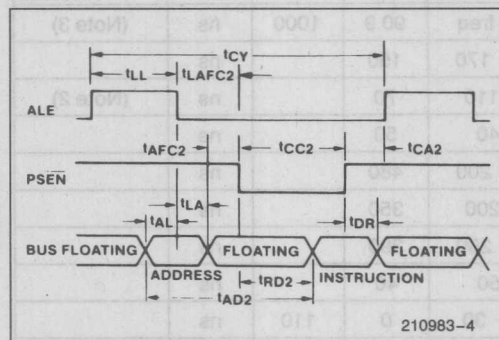 tCY
tLL tLAFC2
ALE
tAFC2 tCC2 tCA2
PSEN
tLA
tAL tDR
BUS FLOATING FLOATING FLOATING
ADDRESS INSTRUCTION
tRD2
tAD2
210983–4